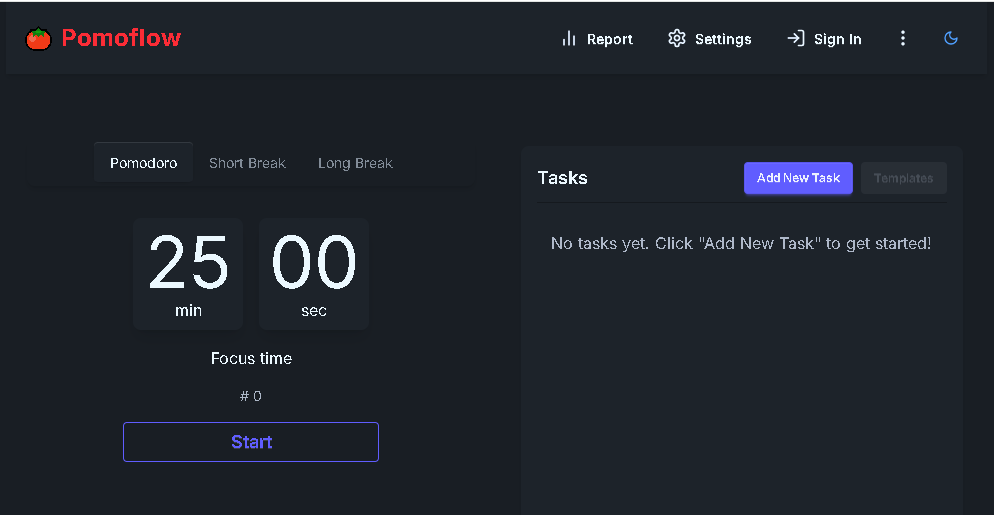 Pomoflow
Report Settings Sign In
Pomodoro Short Break Long Break
25 00
min sec
Focus time
# 0
Start
Tasks Add New Task Templates
No tasks yet. Click "Add New Task" to get started!